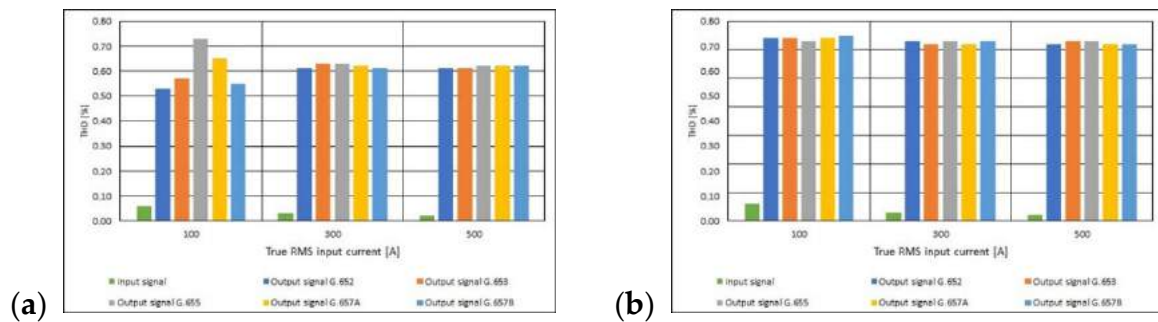 0.80
0.70
0.60
0.50
0.40
0.30
0.20
0.10
0.00
THD [%]
100 300 500
True RMS input current [A]
Input signal Output signal G.652 Output signal G.653
Output signal G.655 Output signal G.657A Output signal G.657B
(a)
0.70
0.60
0.50
0.40
0.30
0.20
0.10
0.00
THD [%]
100 300 500
True RMS input current [A]
Input signal Output signal G.652 Output signal G.653
Output signal G.655 Output signal G.657A Output signal G.657B
(b)